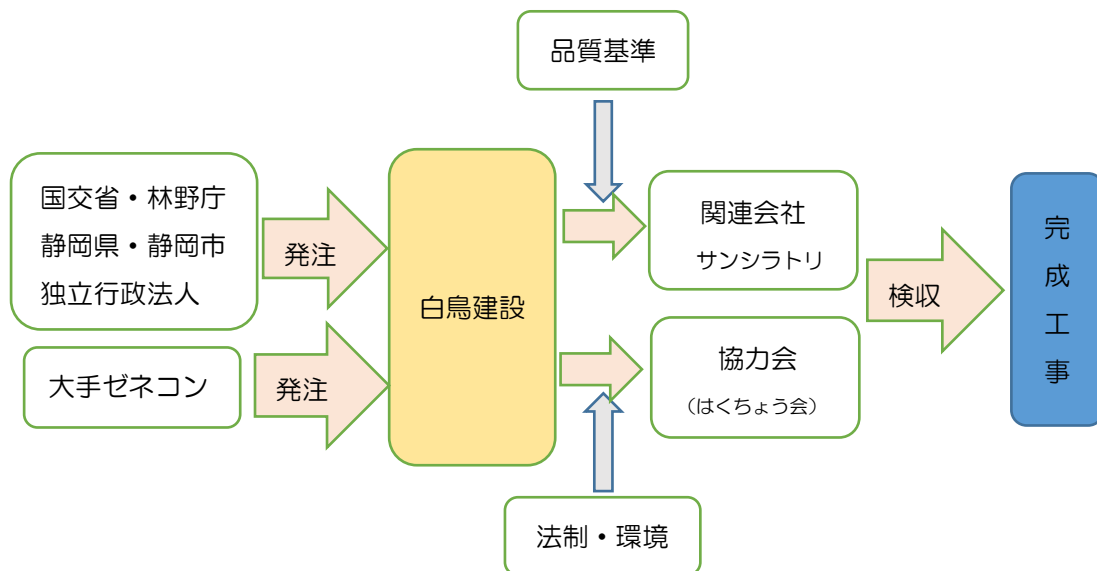 品質基準
国交省・林野庁
静岡県・静岡市
独立行政法人
発注
大手ゼネコン
発注
白鳥建設
関連会社
サンシラトリ
協力会
（はくちょう会）
検収
完成工事
法制・環境